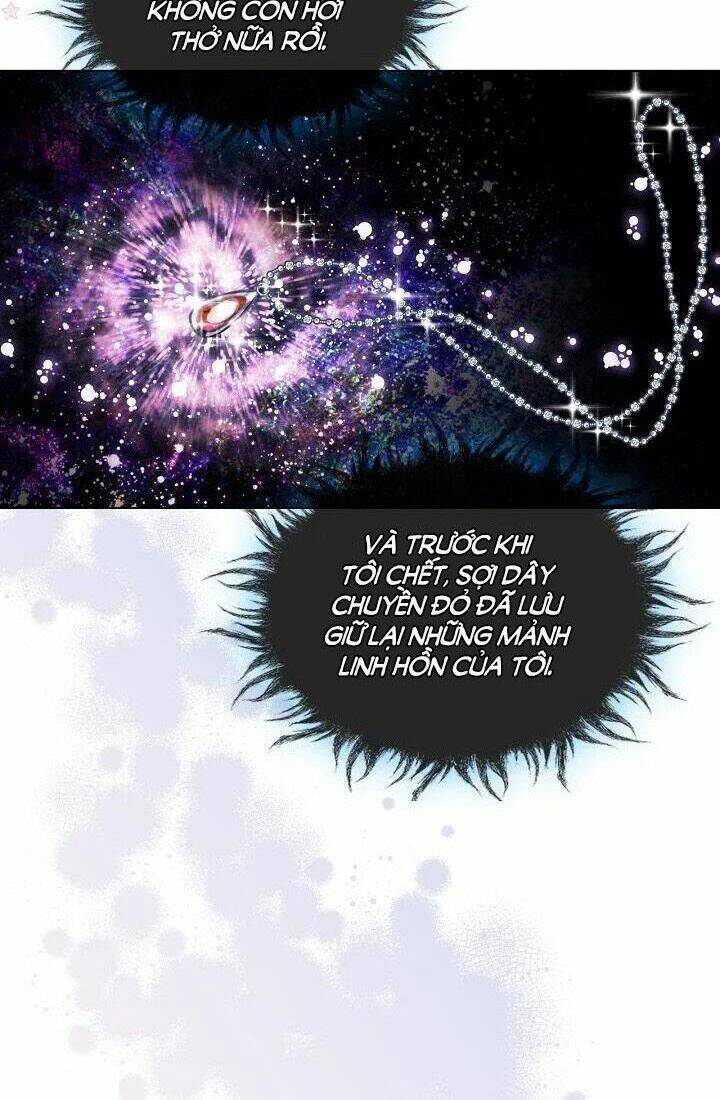 KHÔNG CÒN HƠI
THỞ NỮA RỒI.
VÀ TRƯỚC KHI
TÔI CHẾT, SỢI DÂY
CHUYỀN ĐỎ ĐÃ LƯU
GIỮ LẠI NHỮNG MẢNH
LINH HỒN CỦA TÔI.